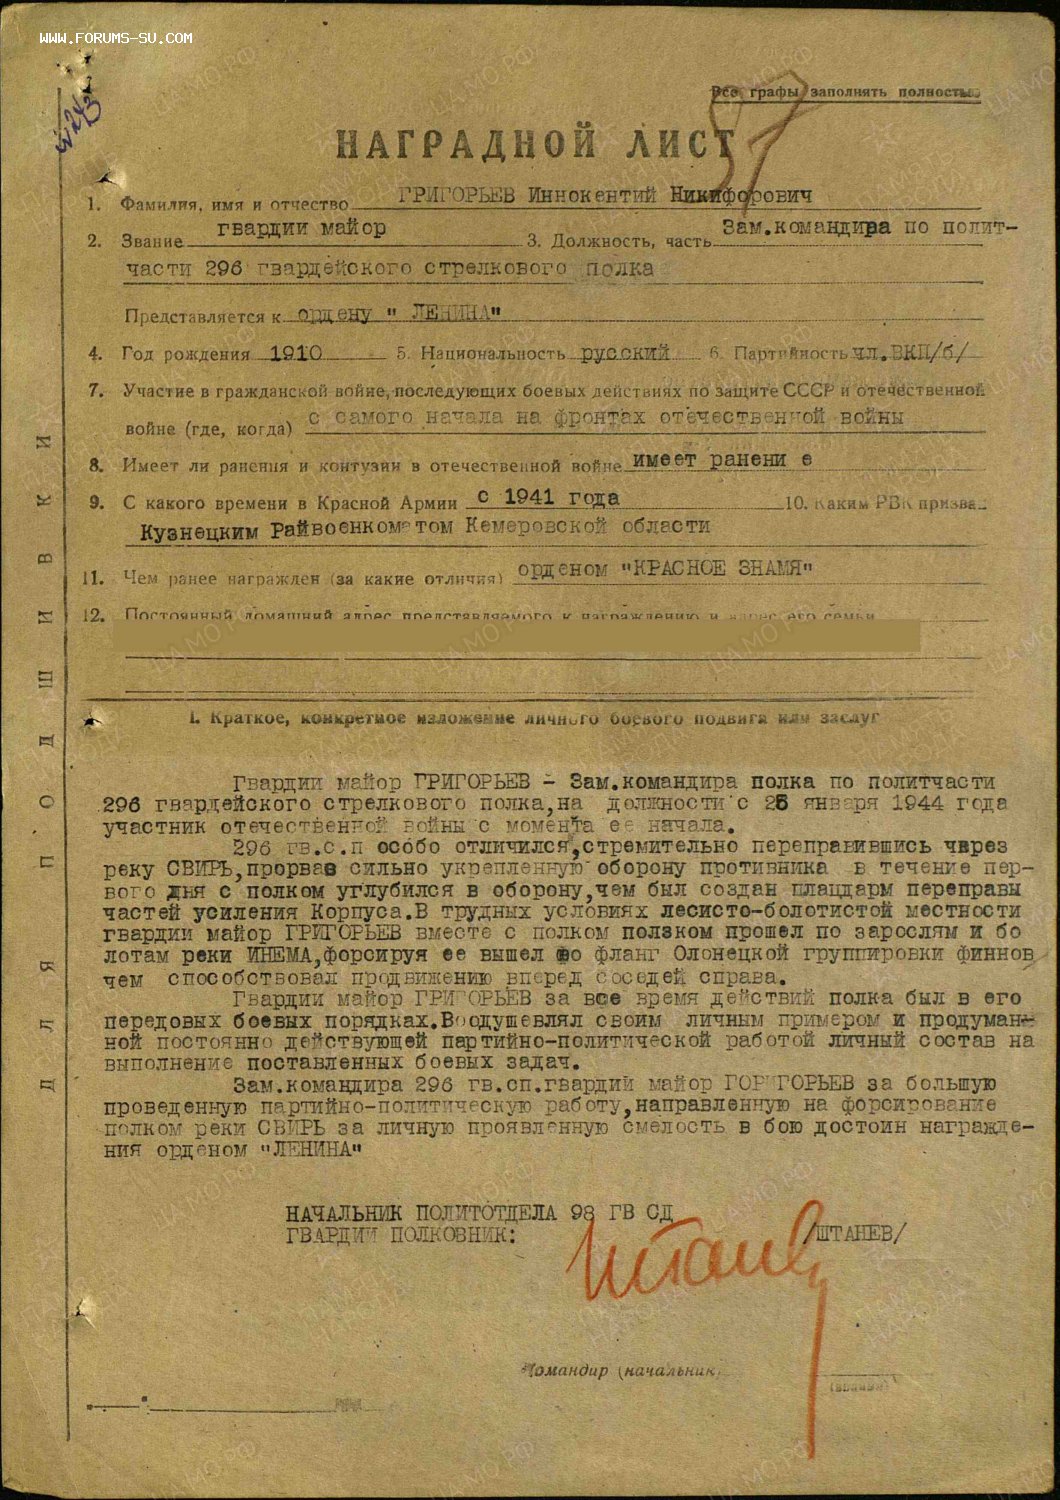 WWW.FORUMS-SU.COM
Все графы заполнять полностью
57
НАГРАДНОЙ ЛИСТ
1. Фамилия, имя и отчество ГРИГОРЬЕВ Иннокентий Никифорович
2. Звание гвардии майор 3. Должность, часть Зам.командира по полит-
части 296 гвардейского стрелкового полка
Представляется к ордену " ЛЕНИНА"
4. Год рождения 1910 5. Национальность русский 6. Партийность чл.ВКП/б/
7. Участие в гражданской войне, последующих боевых действиях по защите СССР и отечественной
войне (где, когда) с самого начала на фронтах отечественной войны
8. Имеет ли ранения и контузии в отечественной войне имеет ранени е
9. С какого времени в Красной Армии с 1941 года 10. Каким РВК призва
Кузнецким Райвоенкоматом Кемеровской области
11. Чем ранее награжден (за какие отличия) орденом "КРАСНОЕ ЗНАМЯ"
12. Постоянный домашний адрес представляемого к награждению и адрес его семьи
I. Краткое, конкретное изложение личного боевого подвига или заслуг
Гвардии майор ГРИГОРЬЕВ - Зам.командира полка по политчасти
296 гвардейского стрелкового полка,на должности с 25 января 1944 года
участник отечественной войны с момента ее начала.
296 гв.с.п особо отличился,стремительно переправившись через
реку СВИРЬ,прорвав сильно укрепленную оборону противника в течение пер-
вого дня с полком углубился в оборону,чем был создан плацдарм переправы
частей усиления Корпуса.В трудных условиях лесисто-болотистой местности
гвардии майор ГРИГОРЬЕВ вместе с полком ползком прошел по зарослям и бо
лотам реки ИНЕМА,форсируя ее вышел во фланг Олонецкой группировки финнов
чем способствовал продвижению вперед соседей справа.
Гвардии майор ГРИГОРЬЕВ за все время действий полка был в его
передовых боевых порядках.Воодушевлял своим личным примером и продуман-
ной постоянно действующей партийно-политической работой личный состав на
выполнение поставленных боевых задач.
Зам.командира 296 гв.сп.гвардии майор ГОРИГОРЬЕВ за большую
проведенную партийно-политическую работу,направленную на форсирование
полком реки СВИРЬ за личную проявленную смелость в бою достоин награжде-
ния орденом "ЛЕНИНА"
НАЧАЛЬНИК ПОЛИТОТДЕЛА 98 ГВ СД
ГВАРДИИ ПОЛКОВНИК: /ШТАНЕВ/
Командир (начальник)
(звание)
ДЛЯ ПОДШИВКИ